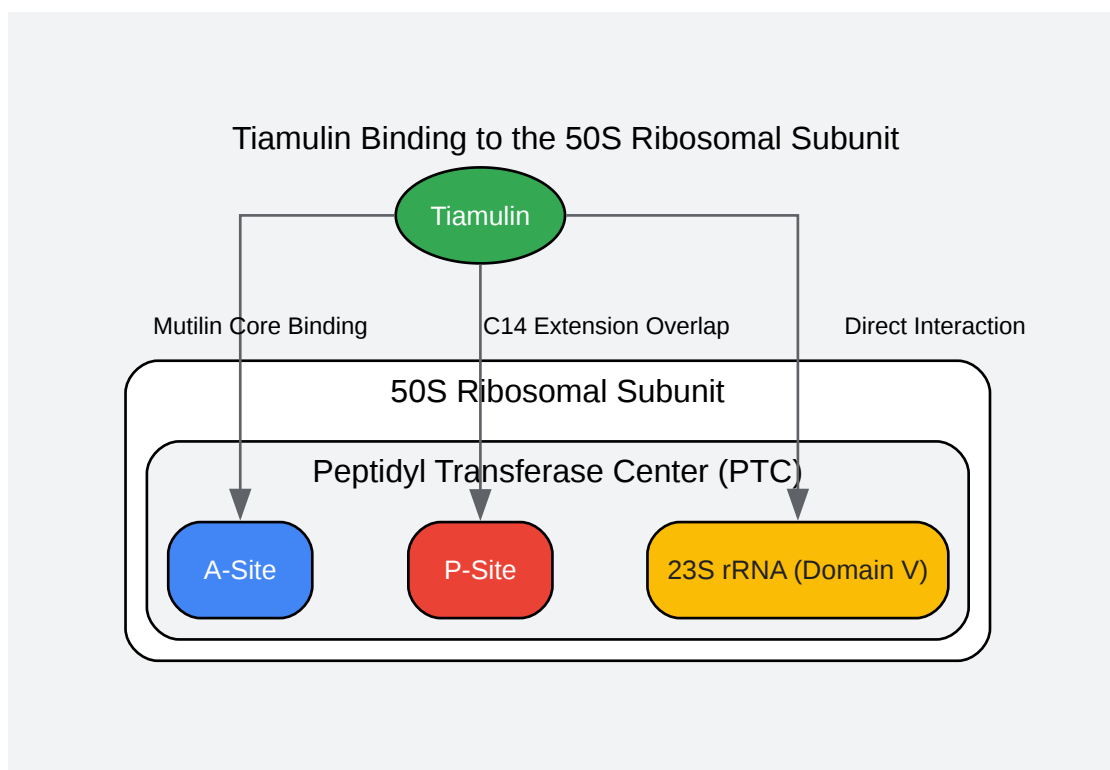 Tiamulin Binding to the 50S Ribosomal Subunit
Tiamulin
Mutilin Core Binding
C14 Extension Overlap
Direct Interaction
50S Ribosomal Subunit
Peptidyl Transferase Center (PTC)
A-Site
P-Site
23S rRNA (Domain V)